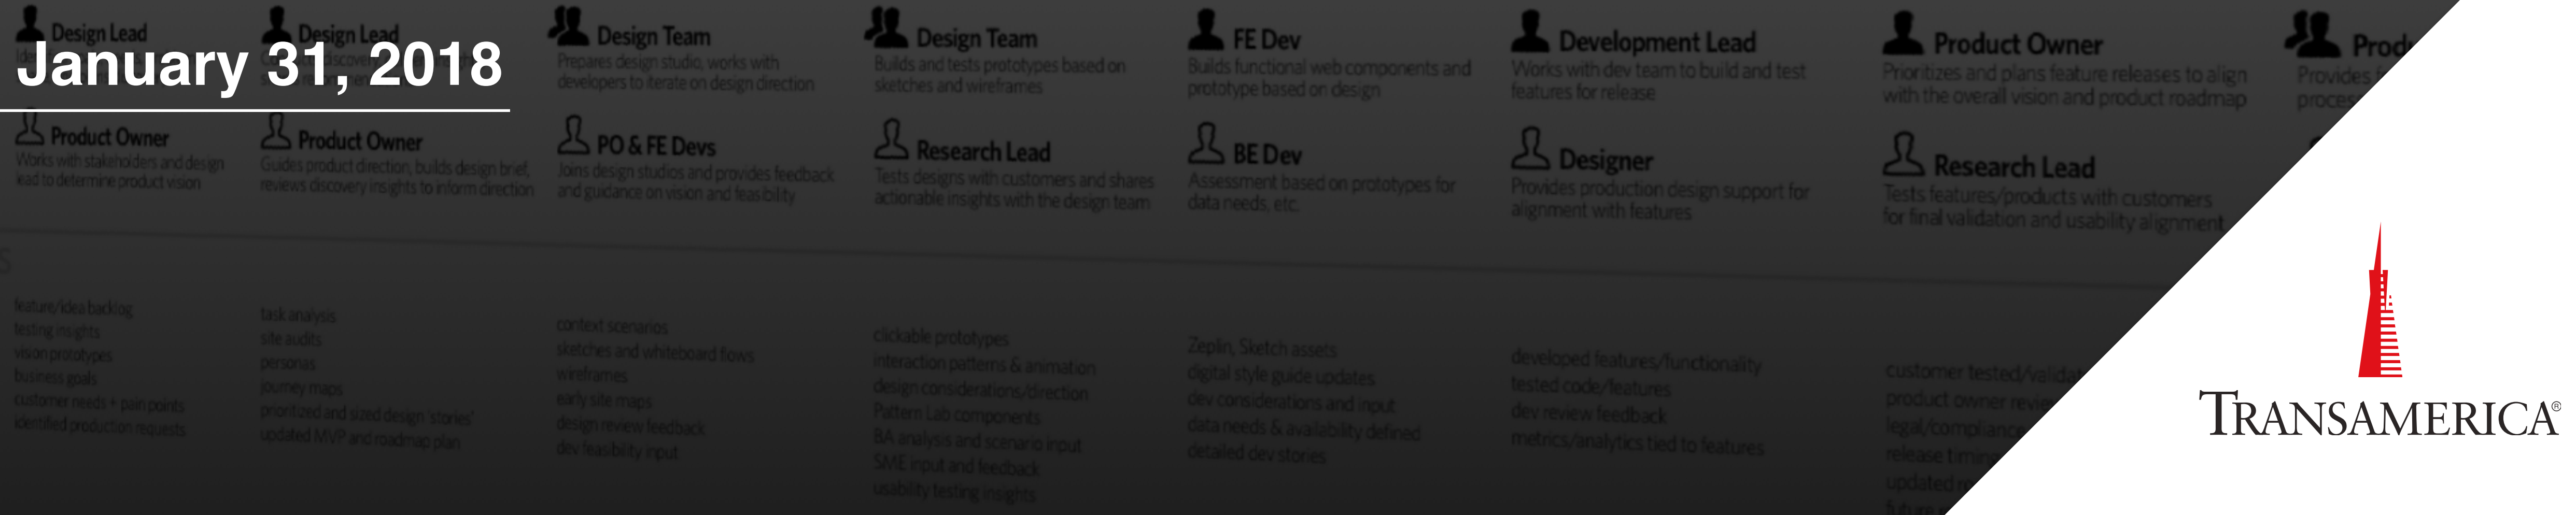 January 31, 2018
Design Lead
Product Owner
Works with stakeholders and design
lead to determine product vision
feature/idea backlog
testing insights
vision prototypes
business goals
customer needs + pain points
identified production requests
Design Lead
Product Owner
Guides product direction, builds design brief,
reviews discovery insights to inform direction
task analysis
site audits
personas
journey maps
prioritized and sized design 'stories'
updated MVP and roadmap plan
Design Team
Prepares design studio, works with
developers to iterate on design direction
PO & FE Devs
Joins design studios and provides feedback
and guidance on vision and feasibility
context scenarios
sketches and whiteboard flows
wireframes
early site maps
design review feedback
dev feasibility input
Design Team
Builds and tests prototypes based on
sketches and wireframes
Research Lead
Tests designs with customers and shares
actionable insights with the design team
clickable prototypes
interaction patterns & animation
design considerations/direction
Pattern Lab components
BA analysis and scenario input
SME input and feedback
usability testing insights
FE Dev
Builds functional web components and
prototype based on design
BE Dev
Assessment based on prototypes for
data needs, etc.
Zeplin, Sketch assets
digital style guide updates
dev considerations and input
data needs & availability defined
detailed dev stories
Development Lead
Works with dev team to build and test
features for release
Designer
Provides production design support for
alignment with features
developed features/functionality
tested code/features
dev review feedback
metrics/analytics tied to features
Product Owner
Prioritizes and plans feature releases to align
with the overall vision and product roadmap
Research Lead
Tests features/products with customers
for final validation and usability alignment
customer tested/
product owner
legal/compliance
release timing
updated
Provides
TRANSAMERICA®